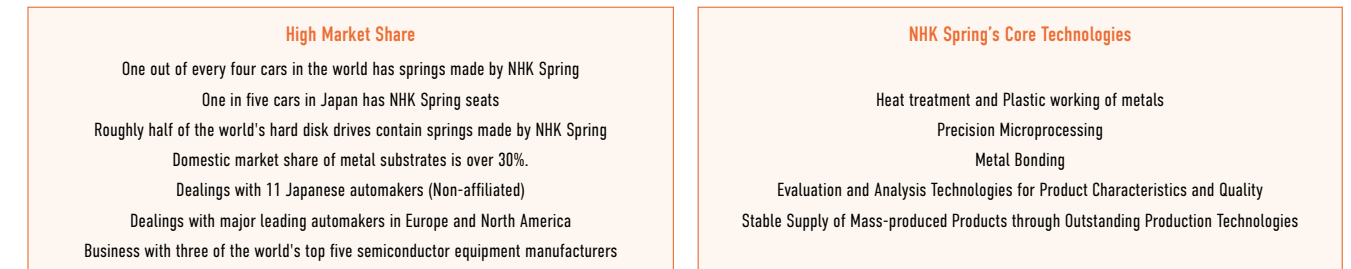 High Market Share
One out of every four cars in the world has springs made by NHK Spring
One in five cars in Japan has NHK Spring seats
Roughly half of the world's hard disk drives contain springs made by NHK Spring
Domestic market share of metal substrates is over 30%.
Dealings with 11 Japanese automakers (Non-affiliated)
Dealings with major leading automakers in Europe and North America
Business with three of the world's top five semiconductor equipment manufacturers
NHK Spring's Core Technologies
Heat treatment and Plastic working of metals
Precision Microprocessing
Metal Bonding
Evaluation and Analysis Technologies for Product Characteristics and Quality
Stable Supply of Mass-produced Products through Outstanding Production Technologies